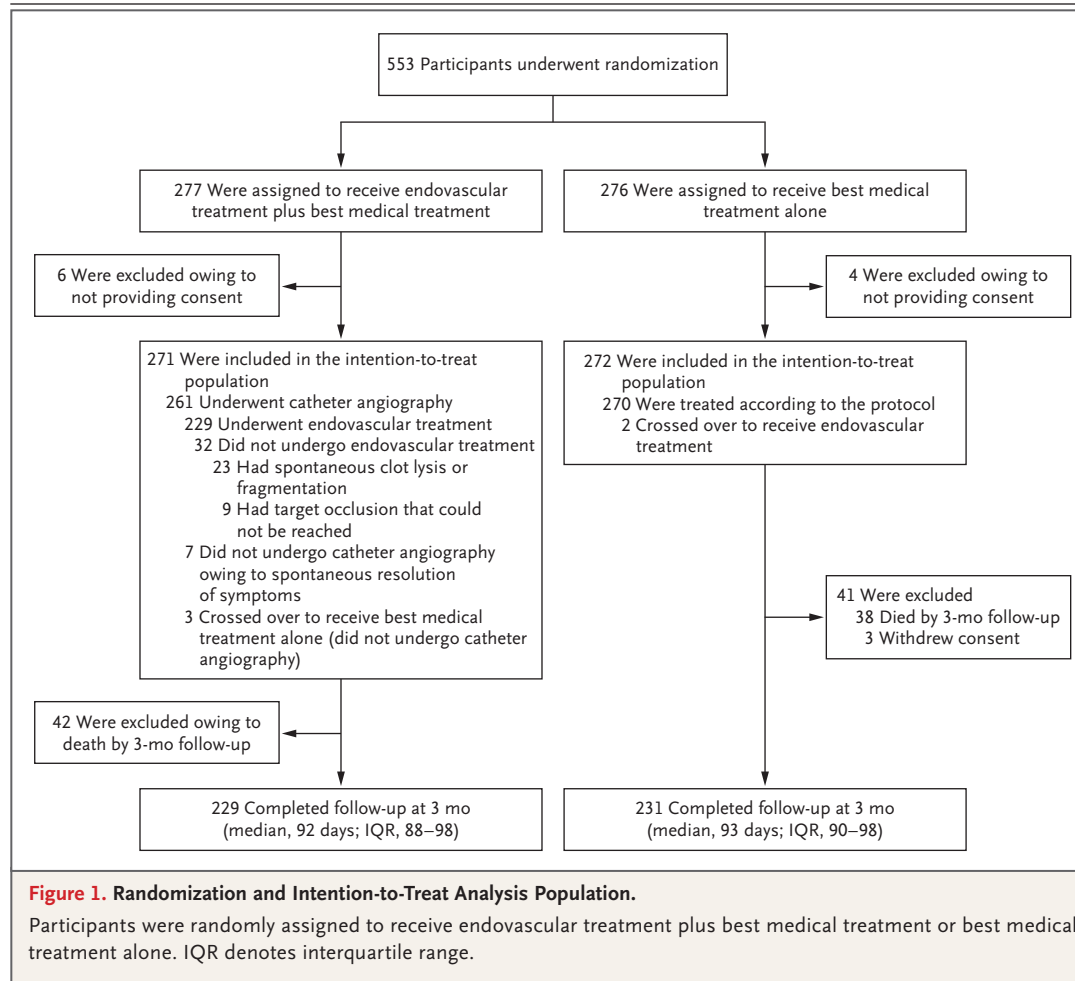 553 Participants underwent randomization
277 Were assigned to receive endovascular
treatment plus best medical treatment
276 Were assigned to receive best medical
treatment alone
6 Were excluded owing to
not providing consent
4 Were excluded owing to
not providing consent
271 Were included in the intention-to-treat
population
261 Underwent catheter angiography
229 Underwent endovascular treatment
32 Did not undergo endovascular treatment
23 Had spontaneous clot lysis or
fragmentation
9 Had target occlusion that could
not be reached
7 Did not undergo catheter angiography
owing to spontaneous resolution
of symptoms
3 Crossed over to receive best medical
treatment alone (did not undergo catheter
angiography)
272 Were included in the intention-to-treat
population
270 Were treated according to the protocol
2 Crossed over to receive endovascular
treatment
41 Were excluded
38 Died by 3-mo follow-up
3 Withdrew consent
42 Were excluded owing to
death by 3-mo follow-up
229 Completed follow-up at 3 mo
(median, 92 days; IQR, 88–98)
231 Completed follow-up at 3 mo
(median, 93 days; IQR, 90–98)
Figure 1. Randomization and Intention-to-Treat Analysis Population.
Participants were randomly assigned to receive endovascular treatment plus best medical treatment or best medical
treatment alone. IQR denotes interquartile range.